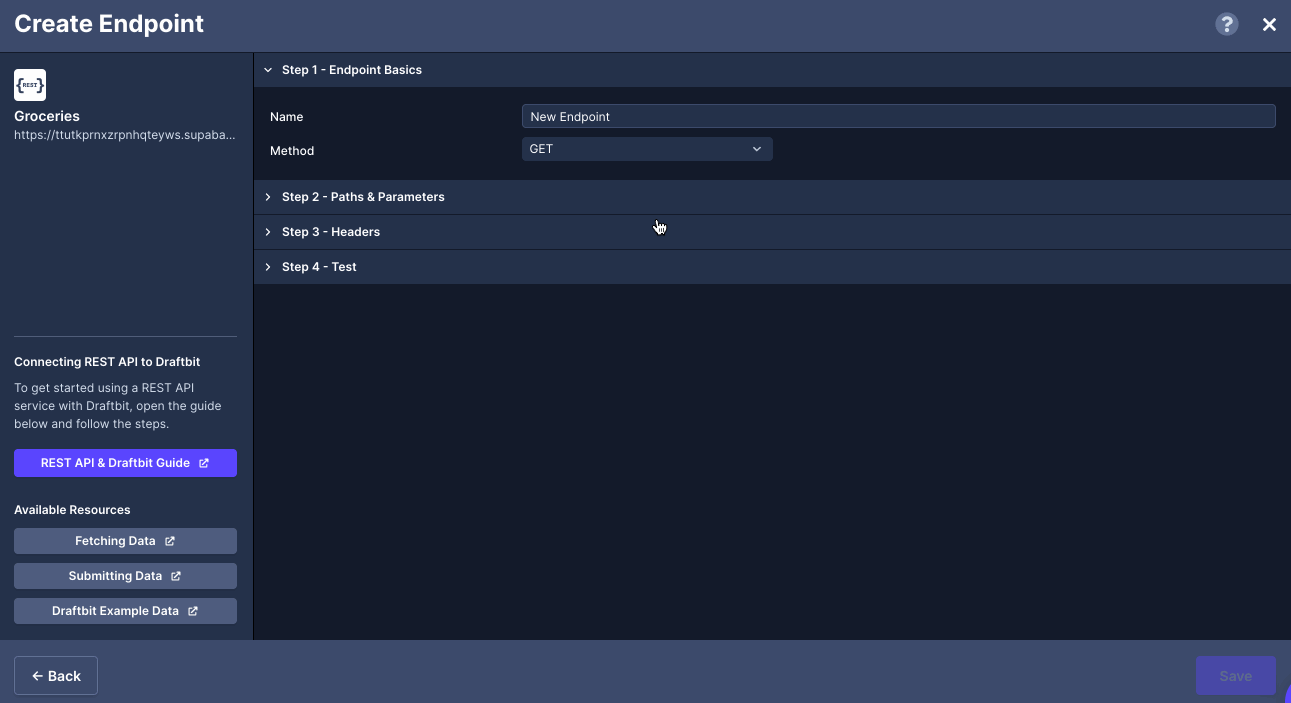 Create Endpoint
?
{REST}
Groceries
https://ttutkprnxzrpnhqteyws.supaba...
Step 1 - Endpoint Basics
Name
New Endpoint
Method
GET
Step 2 - Paths & Parameters
Step 3 - Headers
Step 4 - Test
Connecting REST API to Draftbit
To get started using a REST API
service with Draftbit, open the guide
below and follow the steps.
REST API & Draftbit Guide
Available Resources
Fetching Data
Submitting Data
Draftbit Example Data
← Back
Save